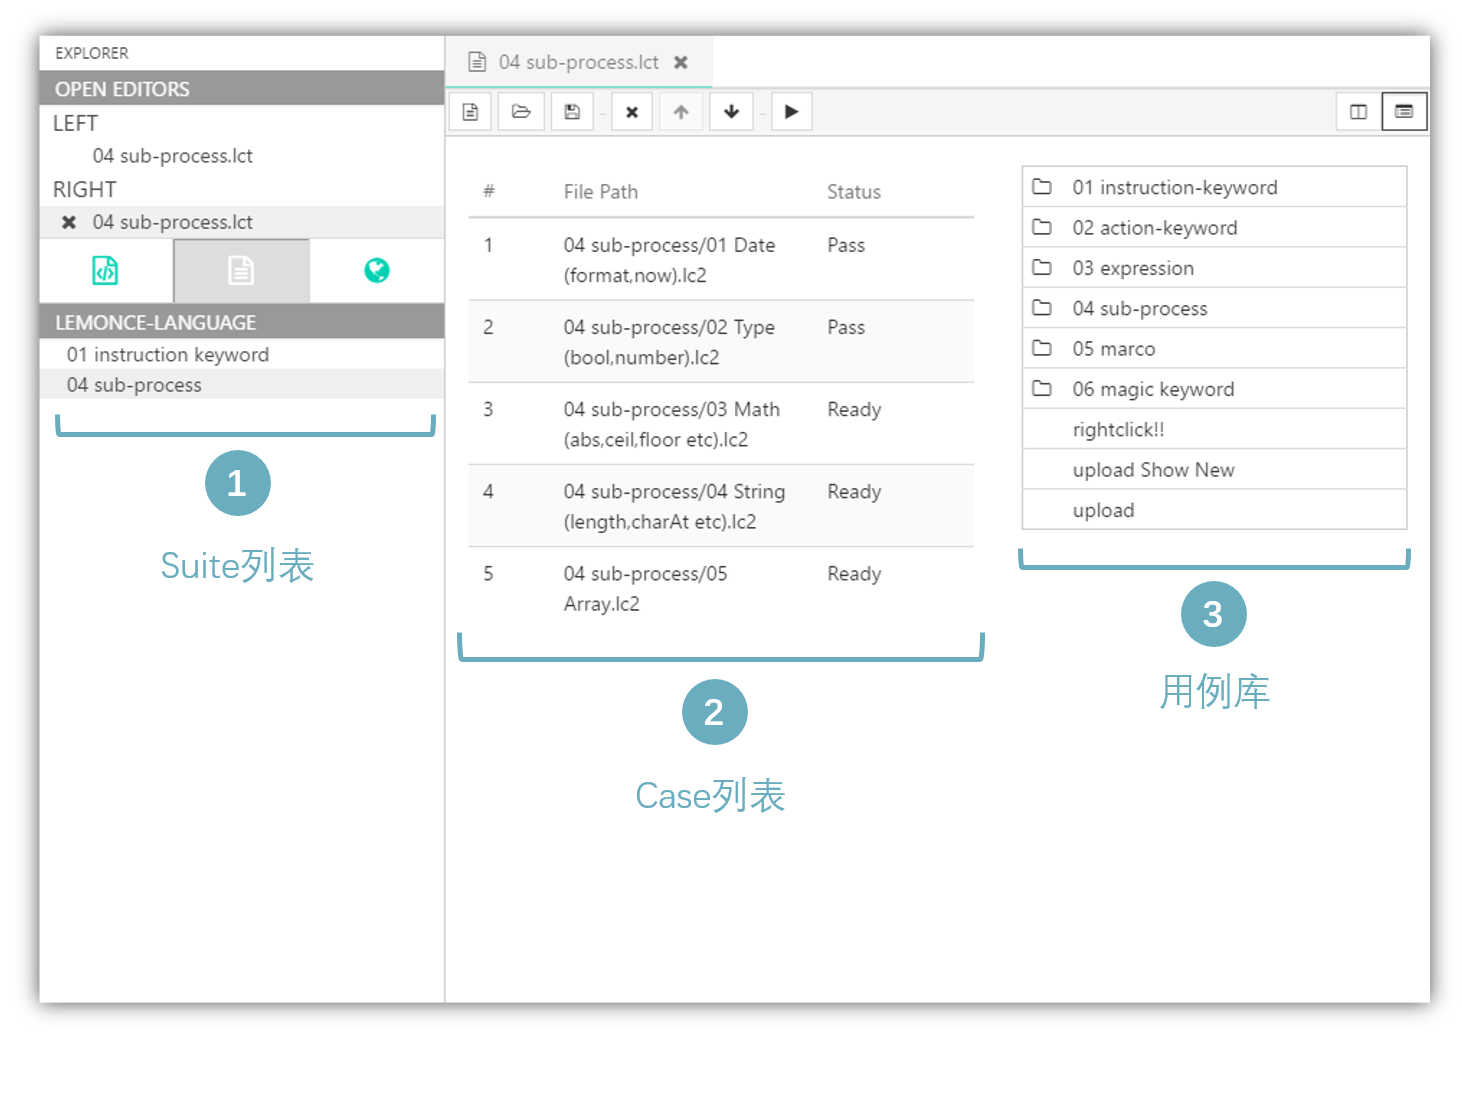 EXPLORER
OPEN EDITORS
LEFT
04 sub-process.lct
RIGHT
04 sub-process.lct
LEMONCE-LANGUAGE
01 instruction keyword
04 sub-process
1
Suite列表
04 sub-process.lct
# File Path Status
1 04 sub-process/01 Date Pass
(format,now).lc2
2 04 sub-process/02 Type Pass
(bool,number).lc2
3 04 sub-process/03 Math Ready
(abs,ceil,floor etc).lc2
4 04 sub-process/04 String Ready
(length,charAt etc).lc2
5 04 sub-process/05 Ready
Array.lc2
2
Case列表
01 instruction-keyword
02 action-keyword
03 expression
04 sub-process
05 marco
06 magic keyword
rightclick!!
upload Show New
upload
3
用例库